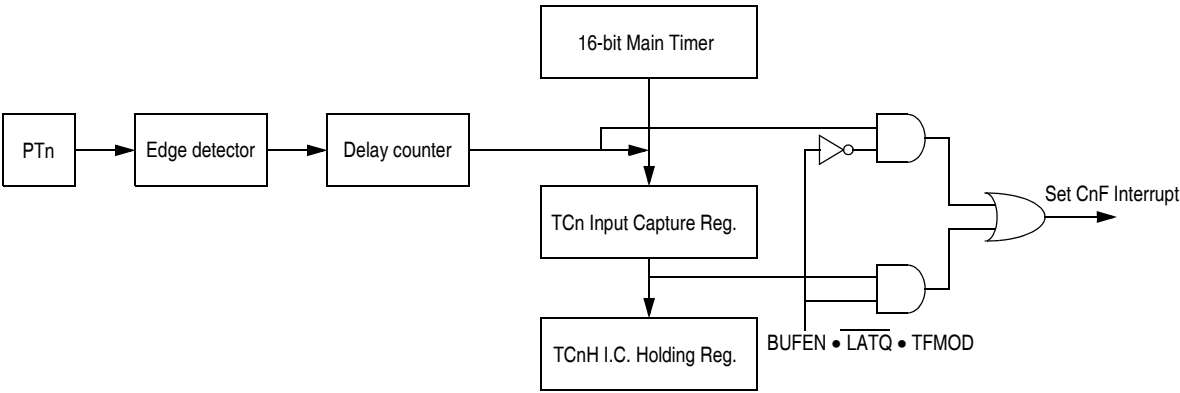 16-bit Main Timer
PTn
Edge detector
Delay counter
TCn Input Capture Reg.
Set CnF Interrupt
TCnH I.C. Holding Reg.
BUFEN • L̅A̅T̅Q̅ • TFMOD